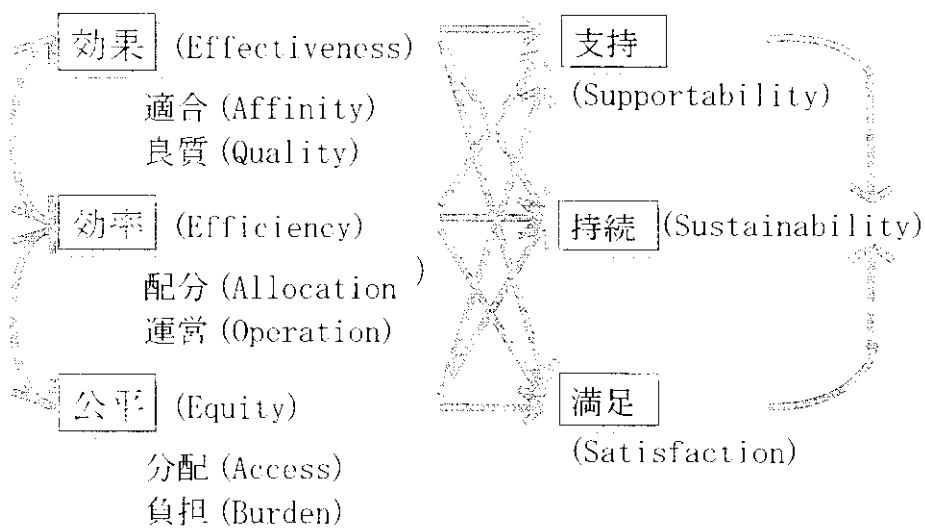 効果 (Effectiveness)
適合 (Affinity)
良質 (Quality)
効率 (Efficiency)
配分 (Allocation )
運営 (Operation)
公平 (Equity)
分配 (Access)
負担 (Burden)
支持
(Supportability)
持続 (Sustainability)
満足
(Satisfaction)